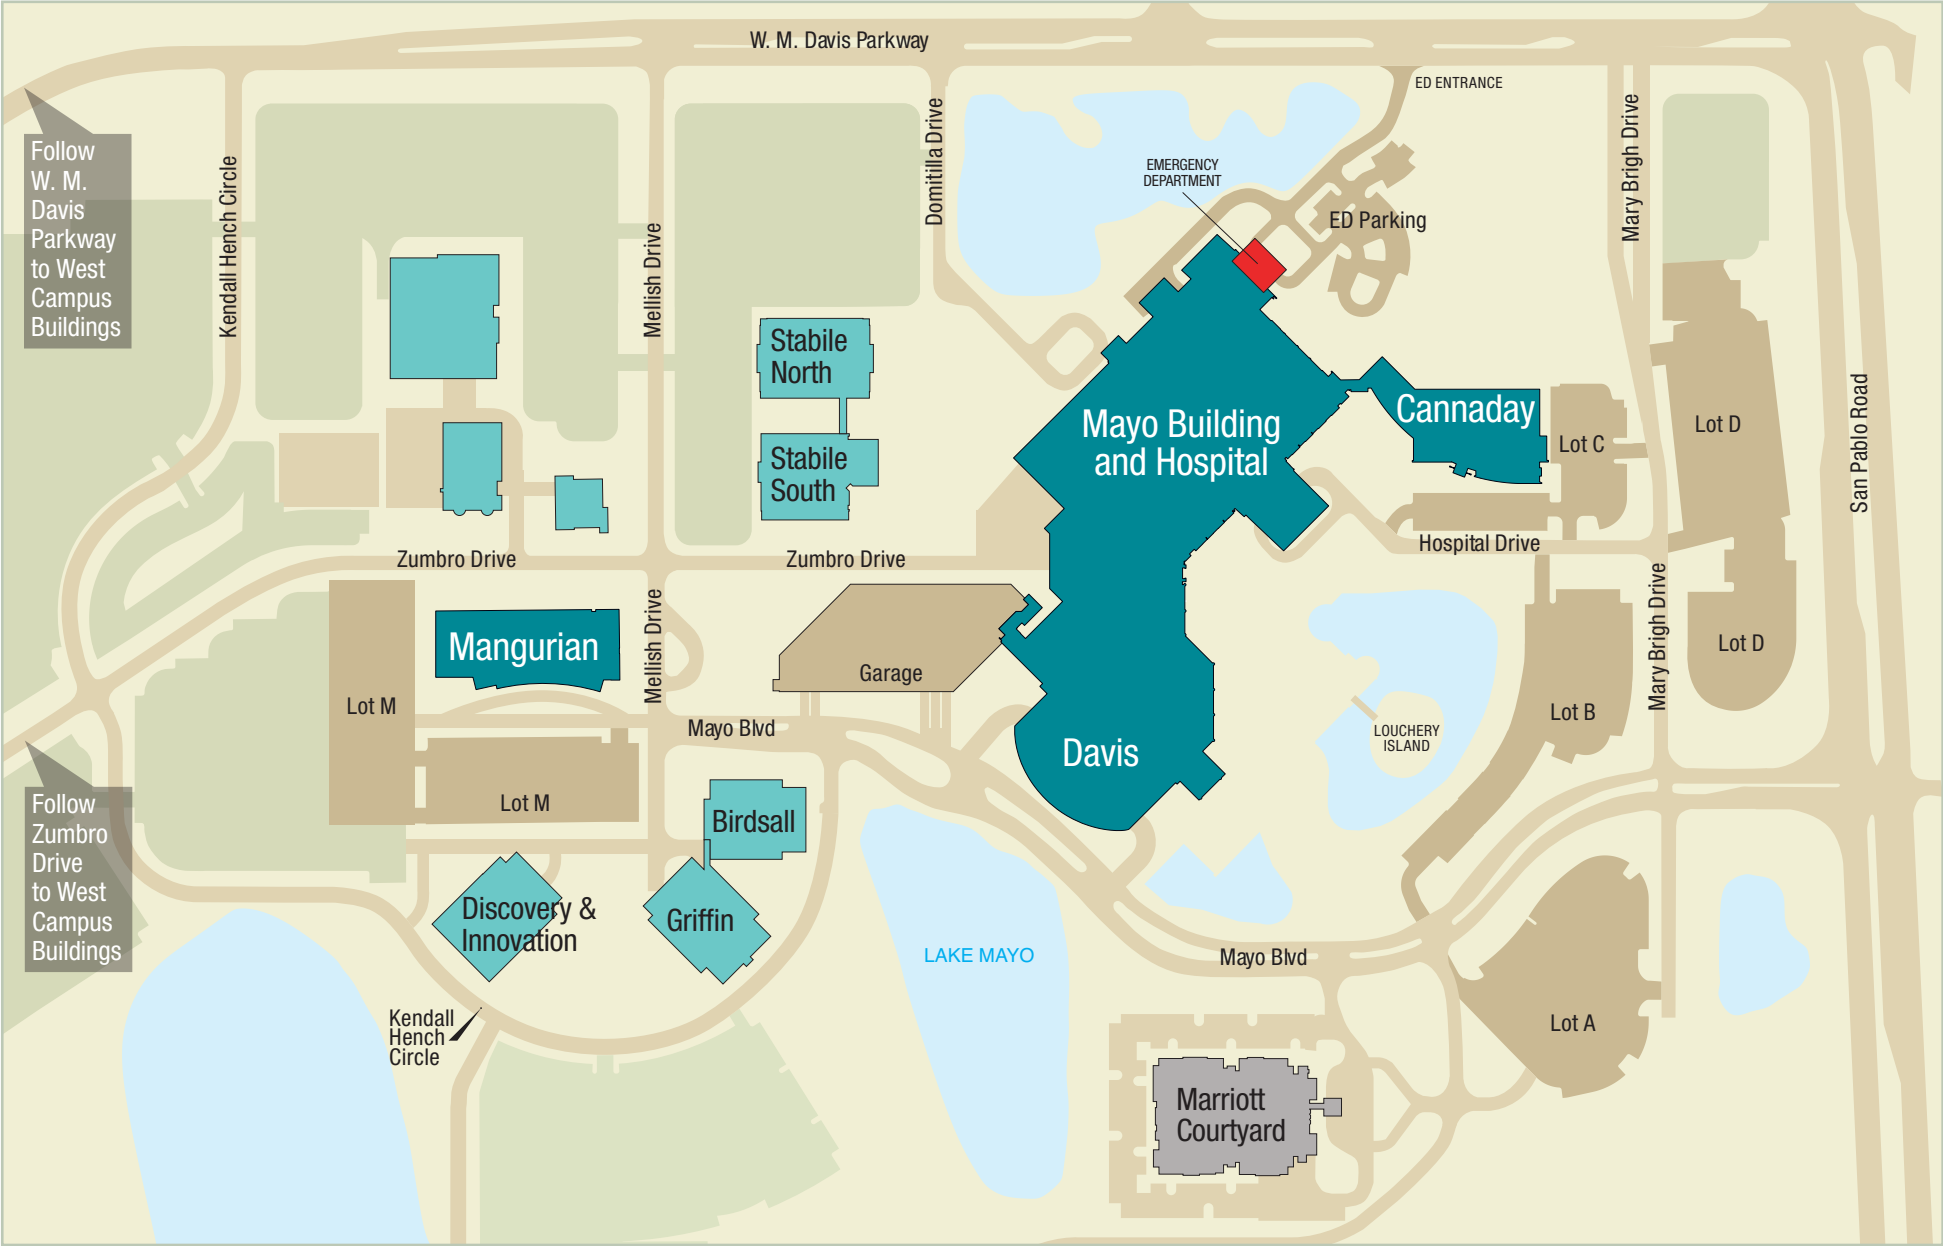 W. M. Davis Parkway
ED ENTRANCE
Follow
W. M.
Davis
Parkway
to West
Campus
Buildings
Kendall Hench Circle
Mellish Drive
Domitilla Drive
EMERGENCY
DEPARTMENT
ED Parking
Mary Brigh Drive
San Pablo Road
Stabile
North
Stabile
South
Mayo Building
and Hospital
Cannaday
Lot C
Lot D
Zumbro Drive
Zumbro Drive
Hospital Drive
Mangurian
Mellish Drive
Garage
Mary Brigh Drive
Lot D
Lot M
Mayo Blvd
Davis
LOUCHERY
ISLAND
Lot B
Follow
Zumbro
Drive
to West
Campus
Buildings
Lot M
Birdsall
Discovery &
Innovation
Griffin
LAKE MAYO
Mayo Blvd
Kendall
Hench
Circle
Lot A
Marriott
Courtyard